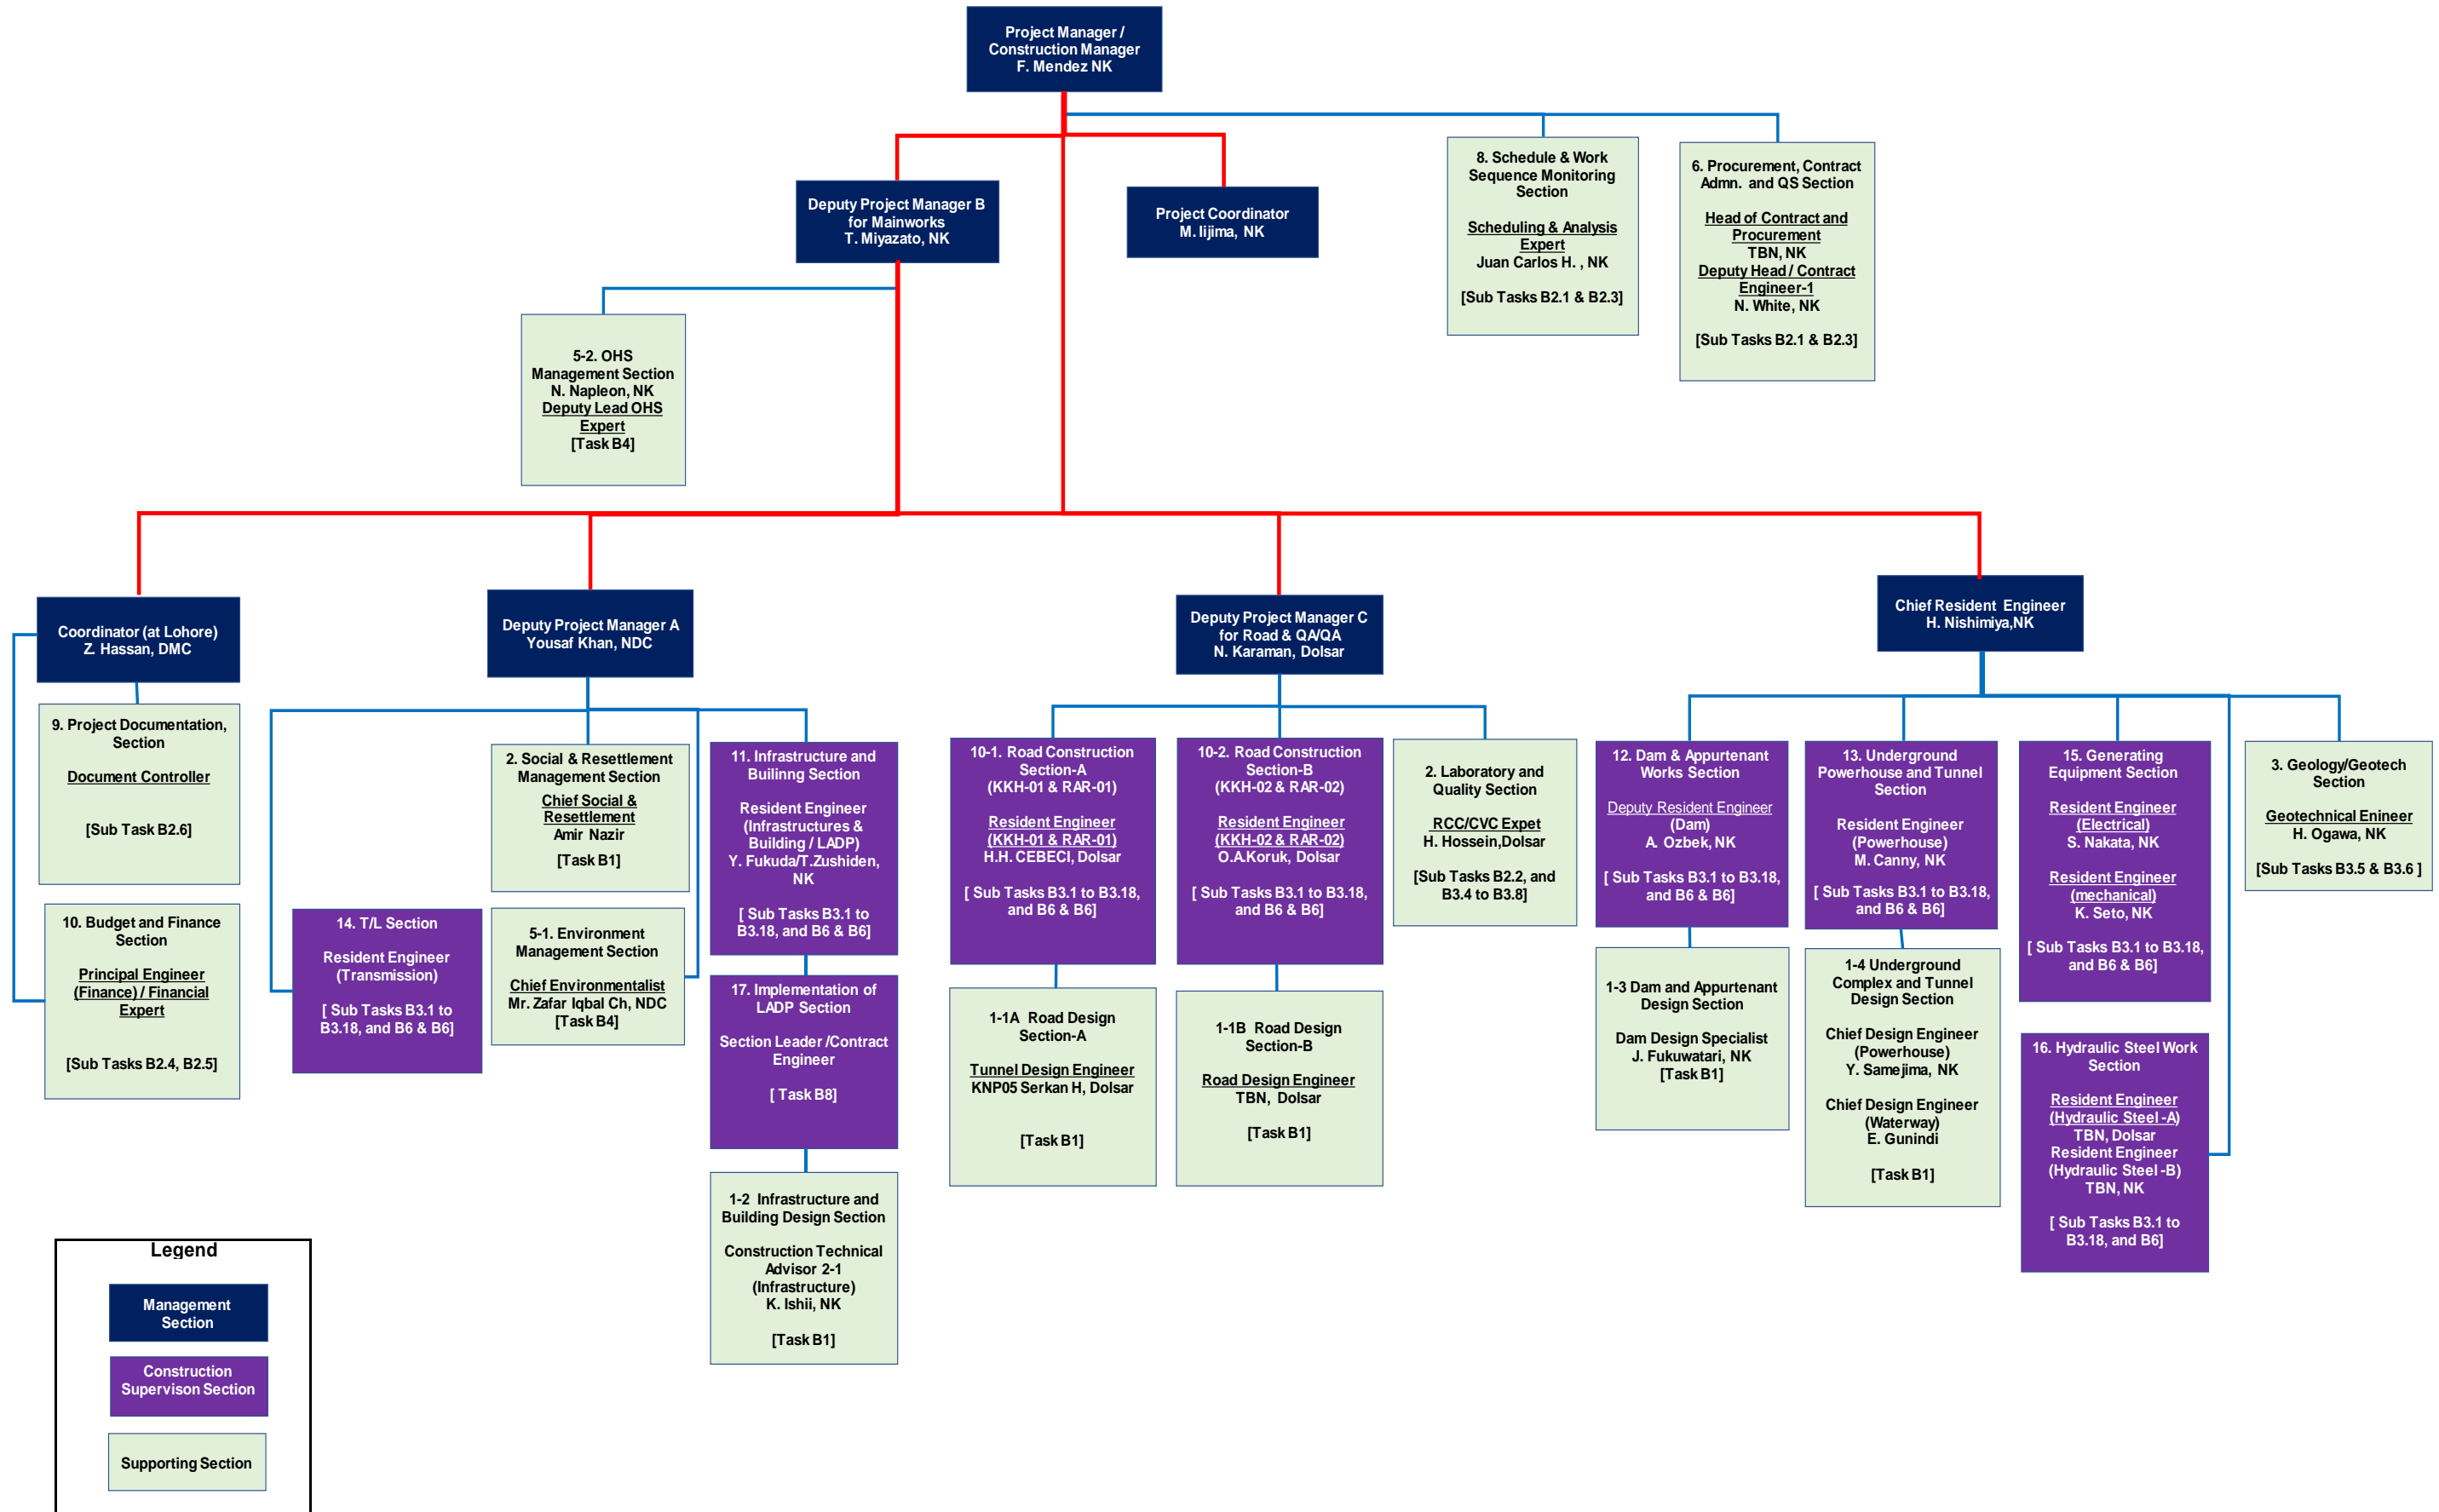 Project Manager /
Construction Manager
F. Mendez NK
Deputy Project Manager B
for Mainworks
T. Miyazato, NK
Project Coordinator
M. Iijima, NK
8. Schedule & Work
Sequence Monitoring
Section
Scheduling & Analysis
Expert
Juan Carlos H. , NK
[Sub Tasks B2.1 & B2.3]
6. Procurement, Contract
Admn. and QS Section
Head of Contract and
Procurement
TBN, NK
Deputy Head / Contract
Engineer-1
N. White, NK
[Sub Tasks B2.1 & B2.3]
5-2. OHS
Management Section
N. Napleon, NK
Deputy Lead OHS
Expert
[Task B4]
Coordinator (at Lohore)
Z. Hassan, DMC
Deputy Project Manager A
Yousaf Khan, NDC
Deputy Project Manager C
for Road & QA/QA
N. Karaman, Dolsar
Chief Resident Engineer
H. Nishimiya,NK
9. Project Documentation,
Section
Document Controller
[Sub Task B2.6]
10. Budget and Finance
Section
Principal Engineer
(Finance) / Financial
Expert
[Sub Tasks B2.4, B2.5]
14. T/L Section
Resident Engineer
(Transmission)
[ Sub Tasks B3.1 to
B3.18, and B6 & B6]
2. Social & Resettlement
Management Section
Chief Social &
Resettlement
Amir Nazir
[Task B1]
5-1. Environment
Management Section
Chief Environmentalist
Mr. Zafar Iqbal Ch, NDC
[Task B4]
11. Infrastructure and
Builinng Section
Resident Engineer
(Infrastructures &
Building / LADP)
Y. Fukuda/T.Zushiden,
NK
[ Sub Tasks B3.1 to
B3.18, and B6 & B6]
17. Implementation of
LADP Section
Section Leader /Contract
Engineer
[ Task B8]
1-2 Infrastructure and
Building Design Section
Construction Technical
Advisor 2-1
(Infrastructure)
K. Ishii, NK
[Task B1]
10-1. Road Construction
Section-A
(KKH-01 & RAR-01)
Resident Engineer
(KKH-01 & RAR-01)
H.H. CEBECI, Dolsar
[ Sub Tasks B3.1 to B3.18,
and B6 & B6]
1-1A Road Design
Section-A
Tunnel Design Engineer
KNP05 Serkan H, Dolsar
[Task B1]
10-2. Road Construction
Section-B
(KKH-02 & RAR-02)
Resident Engineer
(KKH-02 & RAR-02)
O.A.Koruk, Dolsar
[ Sub Tasks B3.1 to B3.18,
and B6 & B6]
1-1B Road Design
Section-B
Road Design Engineer
TBN, Dolsar
[Task B1]
2. Laboratory and
Quality Section
RCC/CVC Expet
H. Hossein,Dolsar
[Sub Tasks B2.2, and
B3.4 to B3.8]
12. Dam & Appurtenant
Works Section
Deputy Resident Engineer
(Dam)
A. Ozbek, NK
[ Sub Tasks B3.1 to B3.18,
and B6 & B6]
1-3 Dam and Appurtenant
Design Section
Dam Design Specialist
J. Fukuwatari, NK
[Task B1]
13. Underground
Powerhouse and Tunnel
Section
Resident Engineer
(Powerhouse)
M. Canny, NK
[ Sub Tasks B3.1 to B3.18,
and B6 & B6]
1-4 Underground
Complex and Tunnel
Design Section
Chief Design Engineer
(Powerhouse)
Y. Samejima, NK
Chief Design Engineer
(Waterway)
E. Gunindi
[Task B1]
15. Generating
Equipment Section
Resident Engineer
(Electrical)
S. Nakata, NK
Resident Engineer
(mechanical)
K. Seto, NK
[ Sub Tasks B3.1 to B3.18,
and B6 & B6]
16. Hydraulic Steel Work
Section
Resident Engineer
(Hydraulic Steel -A)
TBN, Dolsar
Resident Engineer
(Hydraulic Steel -B)
TBN, NK
[ Sub Tasks B3.1 to
B3.18, and B6]
3. Geology/Geotech
Section
Geotechnical Enineer
H. Ogawa, NK
[Sub Tasks B3.5 & B3.6 ]
Legend
Management
Section
Construction
Supervison Section
Supporting Section